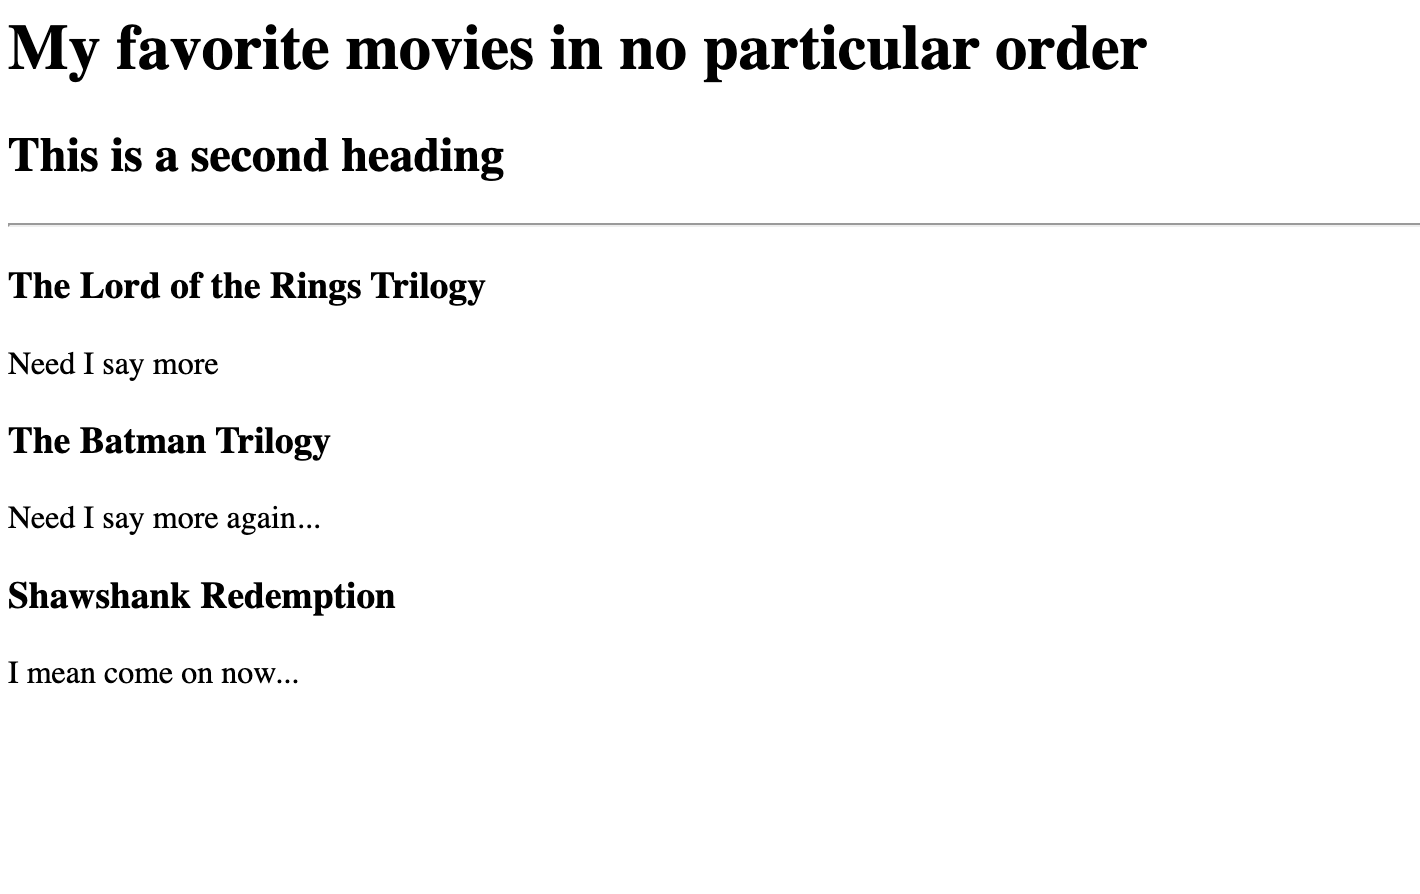 My favorite movies in no particular order
This is a second heading
The Lord of the Rings Trilogy
Need I say more
The Batman Trilogy
Need I say more again...
Shawshank Redemption
I mean come on now...